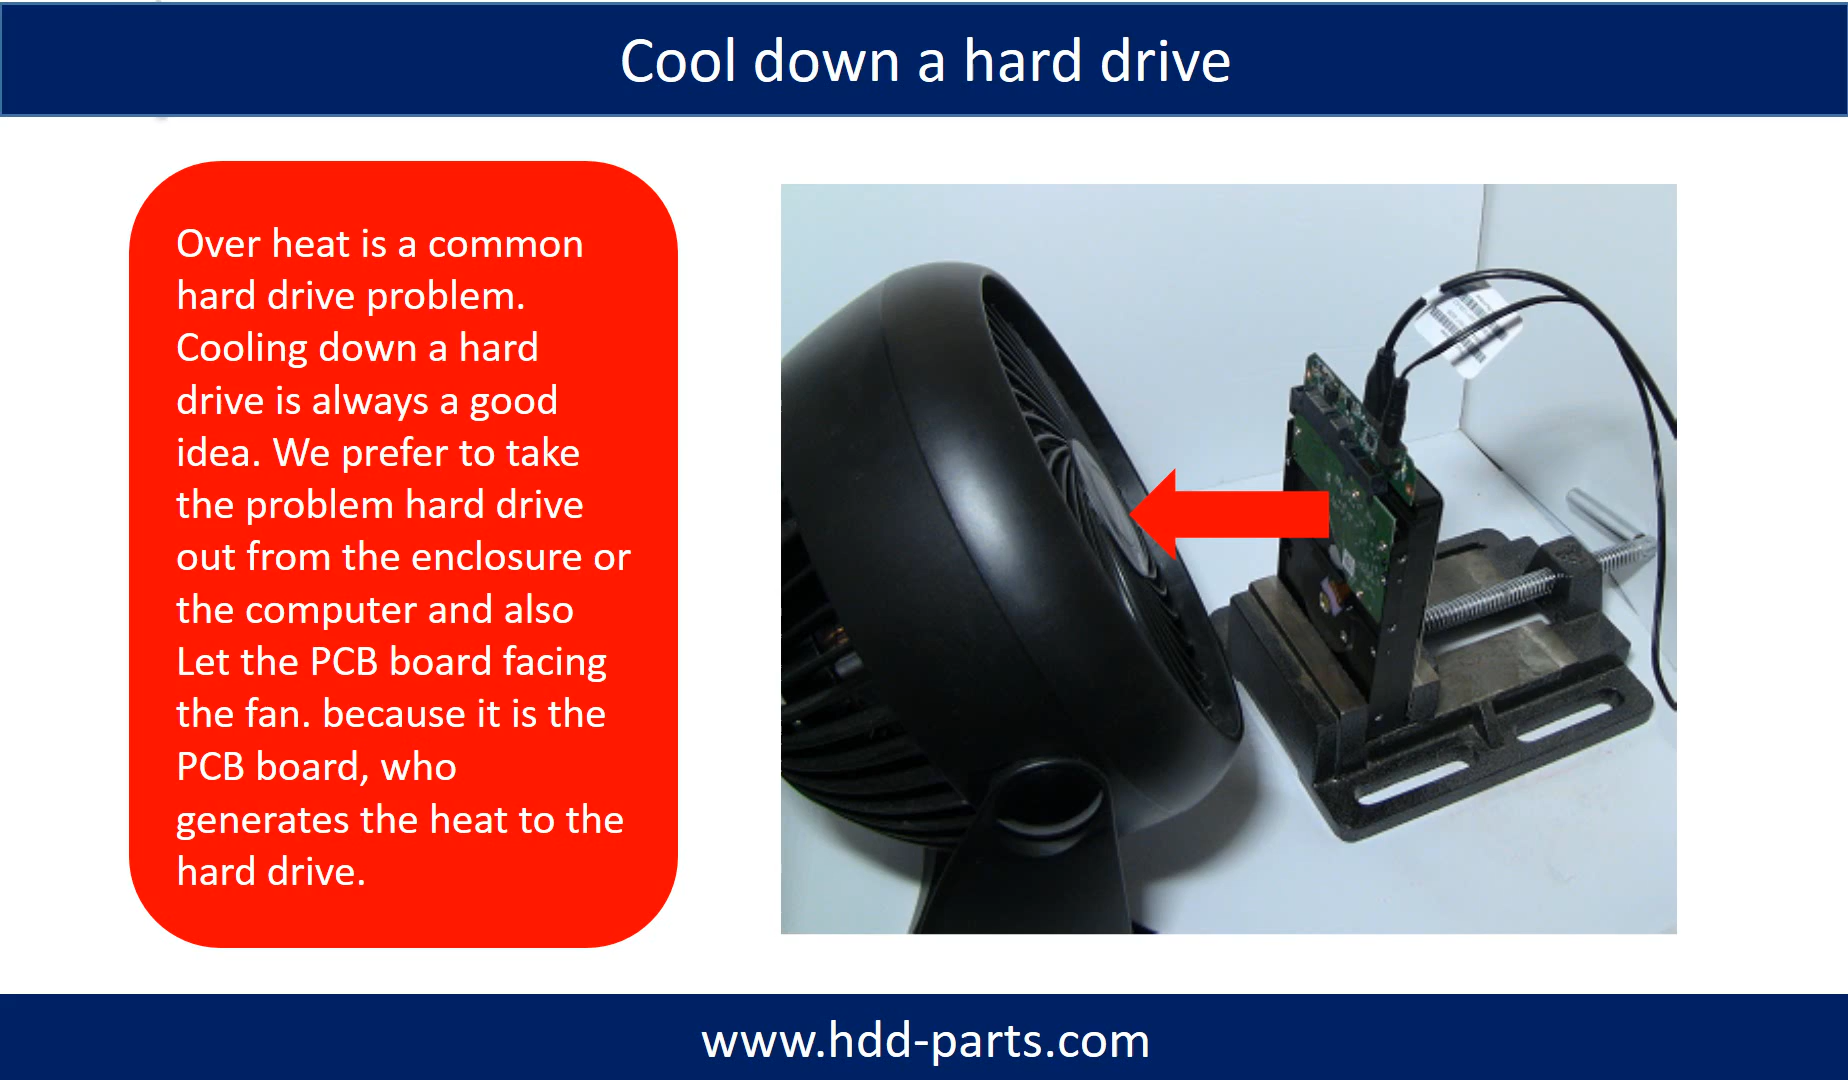 Cool down a hard drive
Over heat is a common
hard drive problem.
Cooling down a hard
drive is always a good
idea. We prefer to take
the problem hard drive
out from the enclosure or
the computer and also
Let the PCB board facing
the fan. because it is the
PCB board, who
generates the heat to the
hard drive.
www.hdd-parts.com